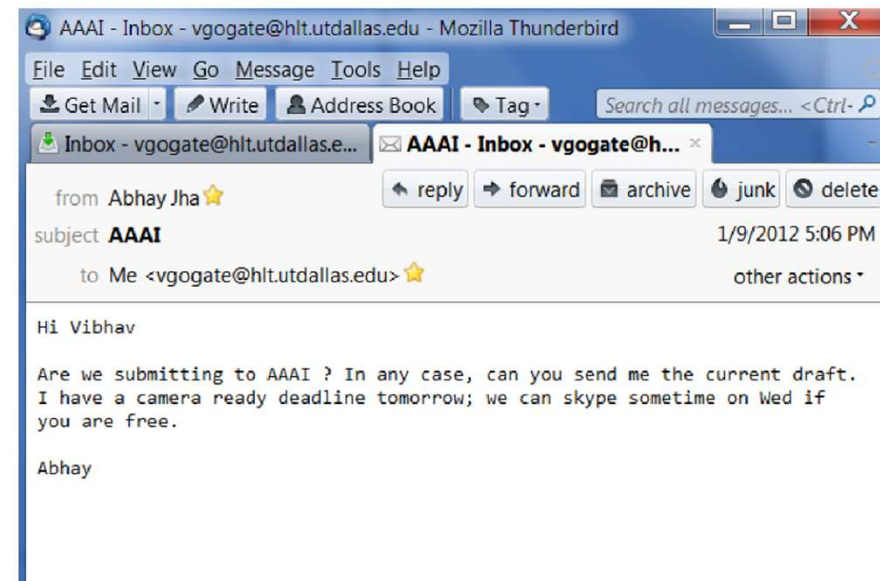 AAAI - Inbox - vgogate@hlt.utdallas.edu - Mozilla Thunderbird
File Edit View Go Message Tools Help
Get Mail Write Address Book Tag Search all messages... <Ctrl-
Inbox - vgogate@hlt.utdallas.e... AAAI - Inbox - vgogate@h... ×
from Abhay Jha reply forward archive junk delete
subject AAAI 1/9/2012 5:06 PM
to Me <vgogate@hlt.utdallas.edu> other actions
Hi Vibhav
Are we submitting to AAAI ? In any case, can you send me the current draft.
I have a camera ready deadline tomorrow; we can skype sometime on Wed if
you are free.
Abhay